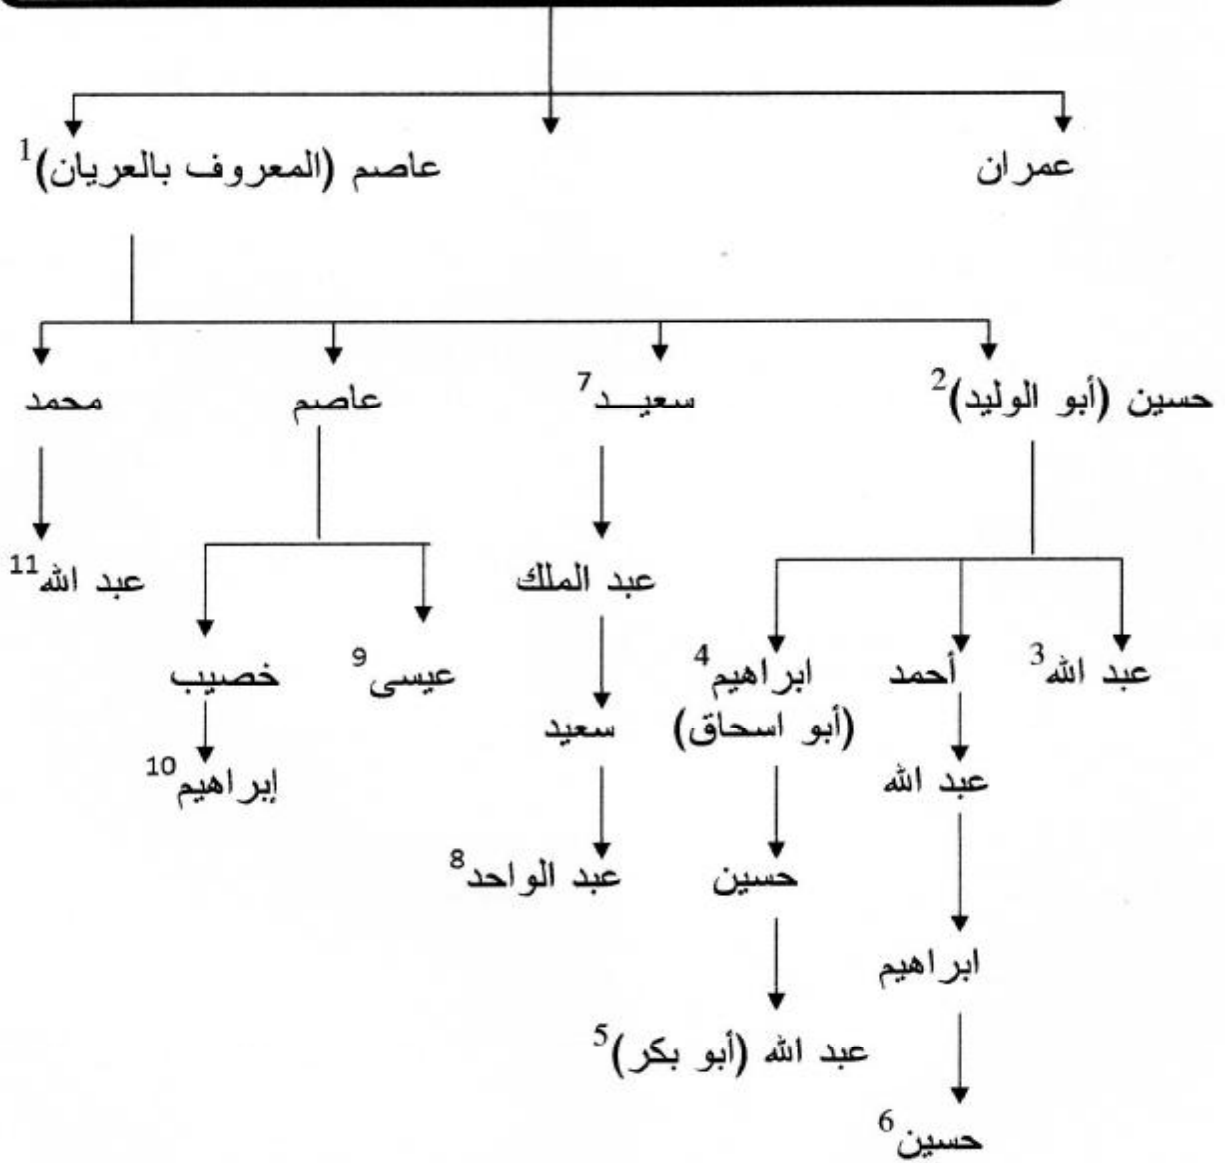 عمران
عاصم (المعروف بالعريان)1
حسين (أبو الوليد)2
سعيـد7
عاصم
محمد
عبد الله3
أحمد
ابراهيم4
(أبو اسحاق)
عبد الملك
عيسى9
خصيب
عبد الله11
عبد الله
سعيد
إبراهيم10
حسين
عبد الواحد8
ابراهيم
عبد الله (أبو بكر)5
حسين6